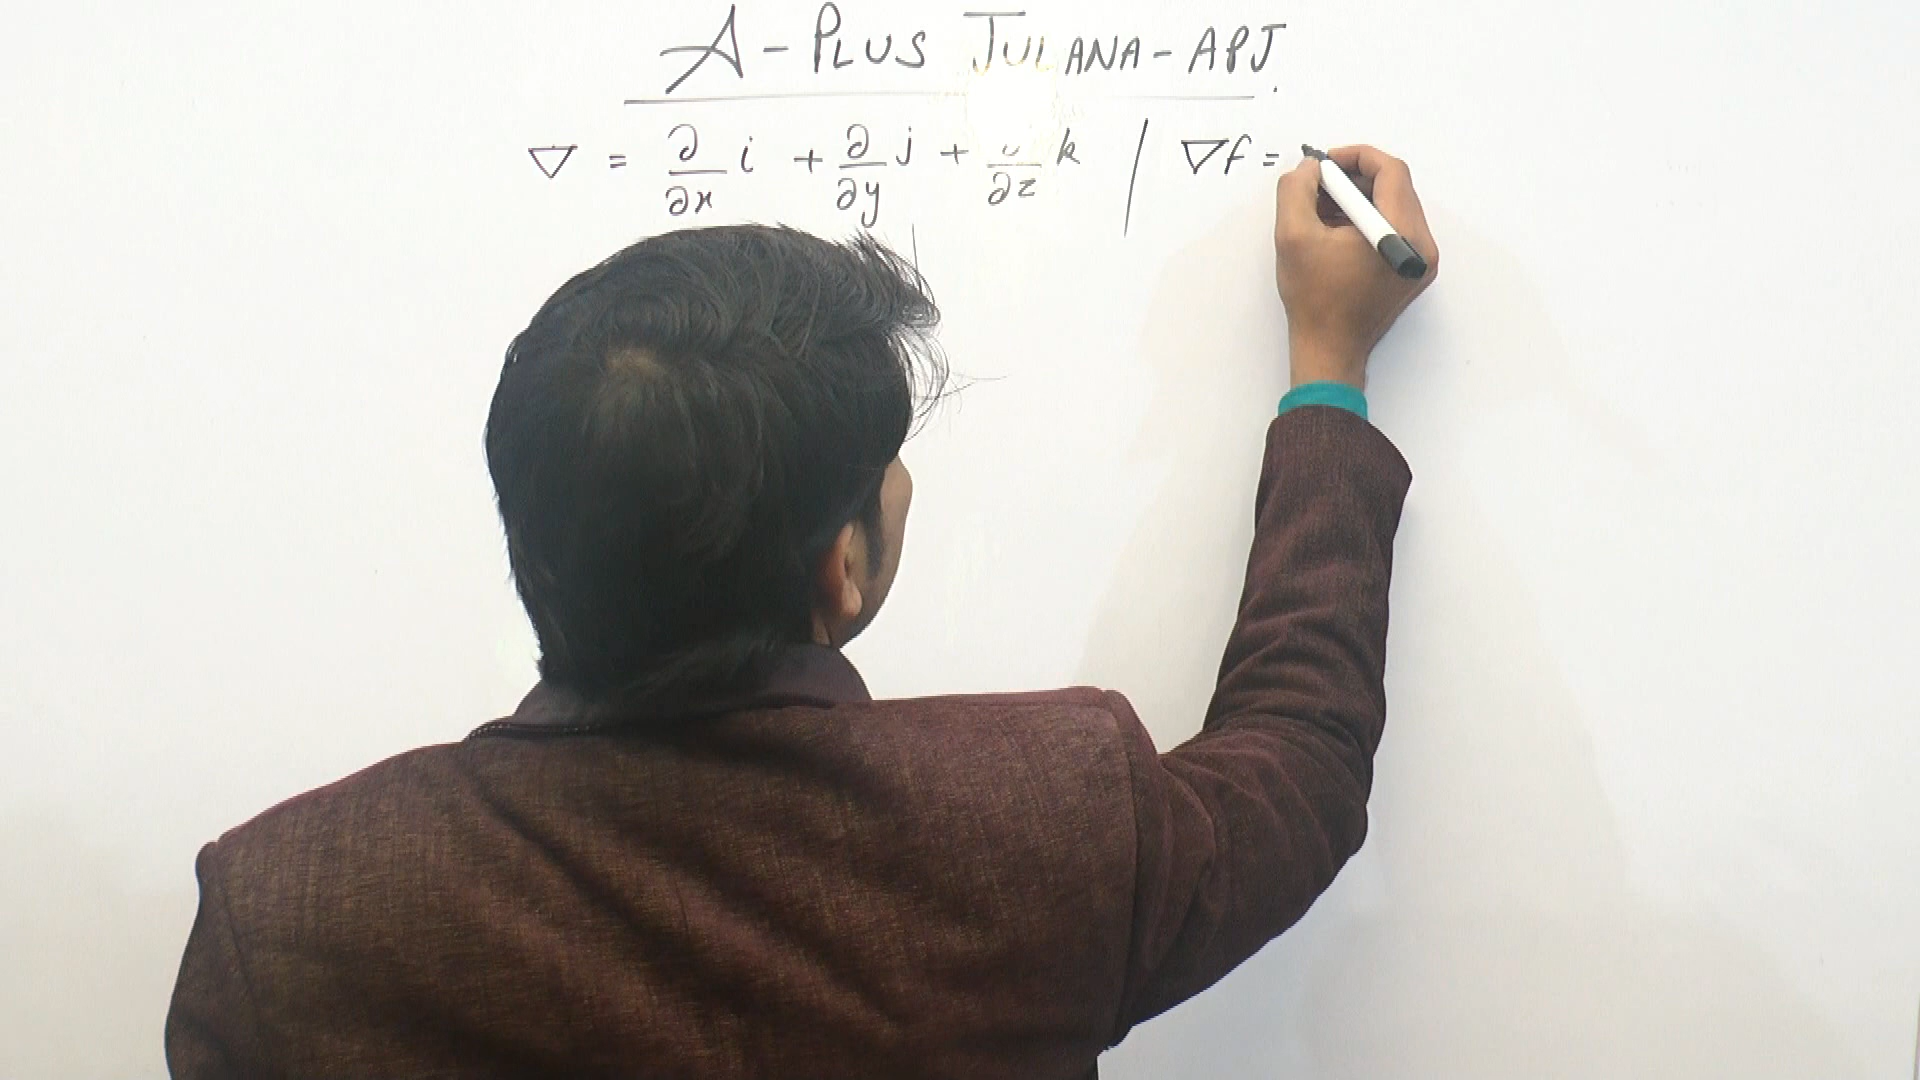 A-PLUS JULANA-APJ.
∇ = ∂/∂x i + ∂/∂y j + ∂/∂z k | ∇f =